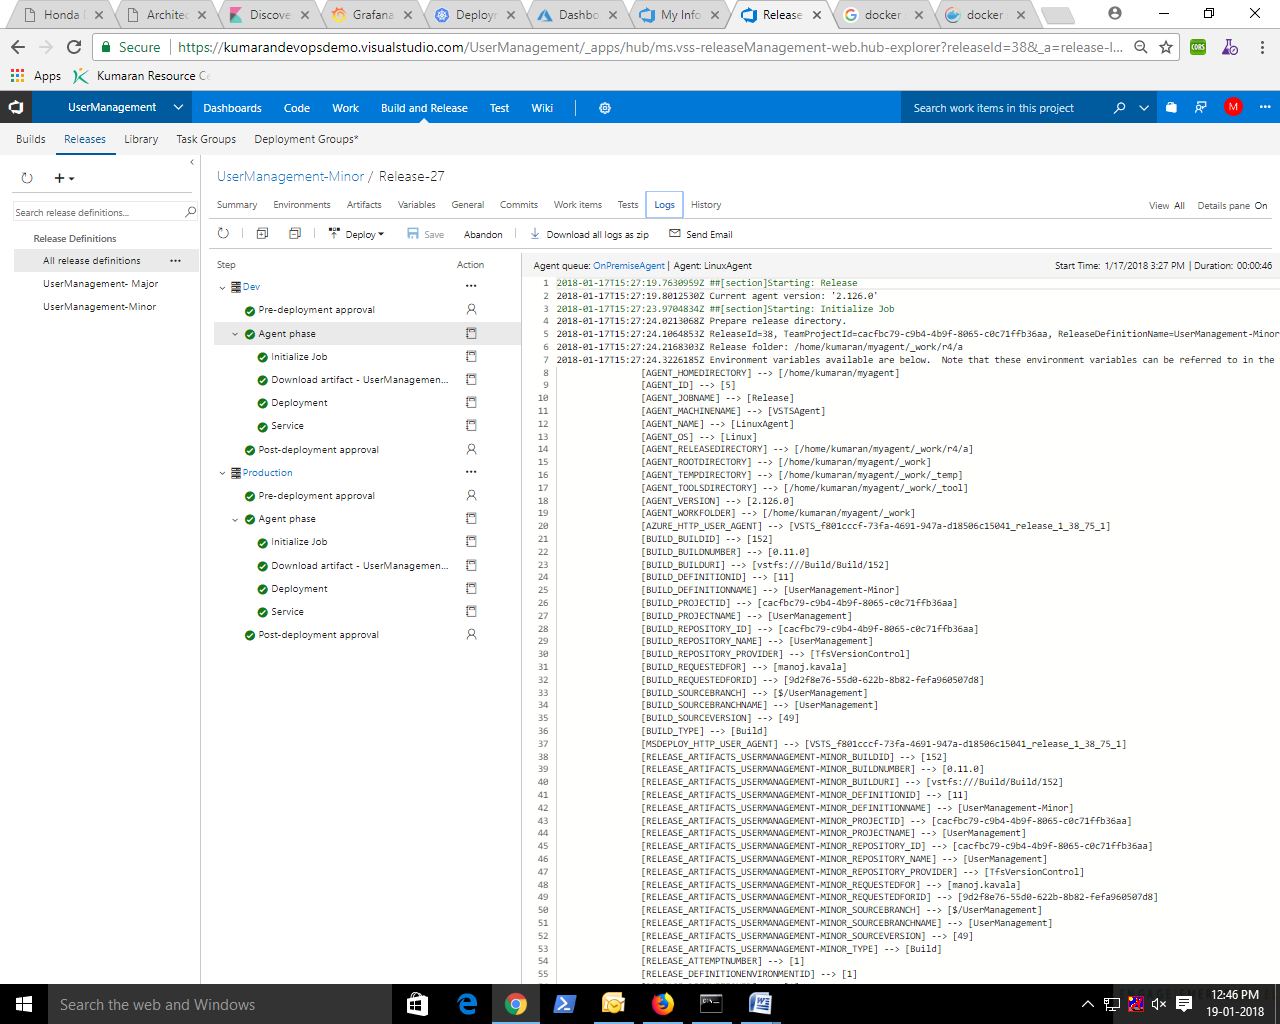 Honda
Architec
Discove
Grafana
Deployr
Dashbo
My Info
Release
docker
docker
Secure
https://kumarandevopsdemo.visualstudio.com/UserManagement/_apps/hub/ms.vss-releaseManagement-web.hub-explorer?releaseId=38&_a=release-l...
CORS
Apps
Kumaran Resource Ce
UserManagement
Dashboards
Code
Work
Build and Release
Test
Wiki
Search work items in this project
M
Builds
Releases
Library
Task Groups
Deployment Groups*
Search release definitions...
Release Definitions
All release definitions
UserManagement- Major
UserManagement-Minor
UserManagement-Minor / Release-27
Summary
Environments
Artifacts
Variables
General
Commits
Work items
Tests
Logs
History
View All
Details pane On
Deploy
Save
Abandon
Download all logs as zip
Send Email
Step
Action
Dev
Pre-deployment approval
Agent phase
Initialize Job
Download artifact - UserManagemen...
Deployment
Service
Post-deployment approval
Production
Pre-deployment approval
Agent phase
Initialize Job
Download artifact - UserManagemen...
Deployment
Service
Post-deployment approval
Agent queue: OnPremiseAgent | Agent: LinuxAgent
Start Time: 1/17/2018 3:27 PM | Duration: 00:00:46
1 2018-01-17T15:27:19.7630959Z ##[section]Starting: Release
2 2018-01-17T15:27:19.8012530Z Current agent version: '2.126.0'
3 2018-01-17T15:27:23.9704834Z ##[section]Starting: Initialize Job
4 2018-01-17T15:27:24.0213068Z Prepare release directory.
5 2018-01-17T15:27:24.1064853Z ReleaseId=38, TeamProjectId=cacfbc79-c9b4-4b9f-8065-c0c71ffb36aa, ReleaseDefinitionName=UserManagement-Minor
6 2018-01-17T15:27:24.2168303Z Release folder: /home/kumaran/myagent/_work/r4/a
7 2018-01-17T15:27:24.3226185Z Environment variables available are below.  Note that these environment variables can be referred to in the
8 [AGENT_HOMEDIRECTORY] --> [/home/kumaran/myagent]
9 [AGENT_ID] --> [5]
10 [AGENT_JOBNAME] --> [Release]
11 [AGENT_MACHINENAME] --> [VSTSAgent]
12 [AGENT_NAME] --> [LinuxAgent]
13 [AGENT_OS] --> [Linux]
14 [AGENT_RELEASEDIRECTORY] --> [/home/kumaran/myagent/_work/r4/a]
15 [AGENT_ROOTDIRECTORY] --> [/home/kumaran/myagent/_work]
16 [AGENT_TEMPDIRECTORY] --> [/home/kumaran/myagent/_work/_temp]
17 [AGENT_TOOLSDIRECTORY] --> [/home/kumaran/myagent/_work/_tool]
18 [AGENT_VERSION] --> [2.126.0]
19 [AGENT_WORKFOLDER] --> [/home/kumaran/myagent/_work]
20 [AZURE_HTTP_USER_AGENT] --> [VSTS_f801cccf-73fa-4691-947a-d18506c15041_release_1_38_75_1]
21 [BUILD_BUILDID] --> [152]
22 [BUILD_BUILDNUMBER] --> [0.11.0]
23 [BUILD_BUILDURI] --> [vstfs:///Build/Build/152]
24 [BUILD_DEFINITIONID] --> [11]
25 [BUILD_DEFINITIONNAME] --> [UserManagement-Minor]
26 [BUILD_PROJECTID] --> [cacfbc79-c9b4-4b9f-8065-c0c71ffb36aa]
27 [BUILD_PROJECTNAME] --> [UserManagement]
28 [BUILD_REPOSITORY_ID] --> [cacfbc79-c9b4-4b9f-8065-c0c71ffb36aa]
29 [BUILD_REPOSITORY_NAME] --> [UserManagement]
30 [BUILD_REPOSITORY_PROVIDER] --> [TfsVersionControl]
31 [BUILD_REQUESTEDFOR] --> [manoj.kavala]
32 [BUILD_REQUESTEDFORID] --> [9d2f8e76-55d0-622b-8b82-fefa960507d8]
33 [BUILD_SOURCEBRANCH] --> [$/UserManagement]
34 [BUILD_SOURCEBRANCHNAME] --> [UserManagement]
35 [BUILD_SOURCEVERSION] --> [49]
36 [BUILD_TYPE] --> [Build]
37 [MSDEPLOY_HTTP_USER_AGENT] --> [VSTS_f801cccf-73fa-4691-947a-d18506c15041_release_1_38_75_1]
38 [RELEASE_ARTIFACTS_USERMANAGEMENT-MINOR_BUILDID] --> [152]
39 [RELEASE_ARTIFACTS_USERMANAGEMENT-MINOR_BUILDNUMBER] --> [0.11.0]
40 [RELEASE_ARTIFACTS_USERMANAGEMENT-MINOR_BUILDURI] --> [vstfs:///Build/Build/152]
41 [RELEASE_ARTIFACTS_USERMANAGEMENT-MINOR_DEFINITIONID] --> [11]
42 [RELEASE_ARTIFACTS_USERMANAGEMENT-MINOR_DEFINITIONNAME] --> [UserManagement-Minor]
43 [RELEASE_ARTIFACTS_USERMANAGEMENT-MINOR_PROJECTID] --> [cacfbc79-c9b4-4b9f-8065-c0c71ffb36aa]
44 [RELEASE_ARTIFACTS_USERMANAGEMENT-MINOR_PROJECTNAME] --> [UserManagement]
45 [RELEASE_ARTIFACTS_USERMANAGEMENT-MINOR_REPOSITORY_ID] --> [cacfbc79-c9b4-4b9f-8065-c0c71ffb36aa]
46 [RELEASE_ARTIFACTS_USERMANAGEMENT-MINOR_REPOSITORY_NAME] --> [UserManagement]
47 [RELEASE_ARTIFACTS_USERMANAGEMENT-MINOR_REPOSITORY_PROVIDER] --> [TfsVersionControl]
48 [RELEASE_ARTIFACTS_USERMANAGEMENT-MINOR_REQUESTEDFOR] --> [manoj.kavala]
49 [RELEASE_ARTIFACTS_USERMANAGEMENT-MINOR_REQUESTEDFORID] --> [9d2f8e76-55d0-622b-8b82-fefa960507d8]
50 [RELEASE_ARTIFACTS_USERMANAGEMENT-MINOR_SOURCEBRANCH] --> [$/UserManagement]
51 [RELEASE_ARTIFACTS_USERMANAGEMENT-MINOR_SOURCEBRANCHNAME] --> [UserManagement]
52 [RELEASE_ARTIFACTS_USERMANAGEMENT-MINOR_SOURCEVERSION] --> [49]
53 [RELEASE_ARTIFACTS_USERMANAGEMENT-MINOR_TYPE] --> [Build]
54 [RELEASE_ATTEMPTNUMBER] --> [1]
55 [RELEASE_DEFINITIONENVIRONMENTID] --> [1]
Search the web and Windows
12:46 PM
19-01-2018